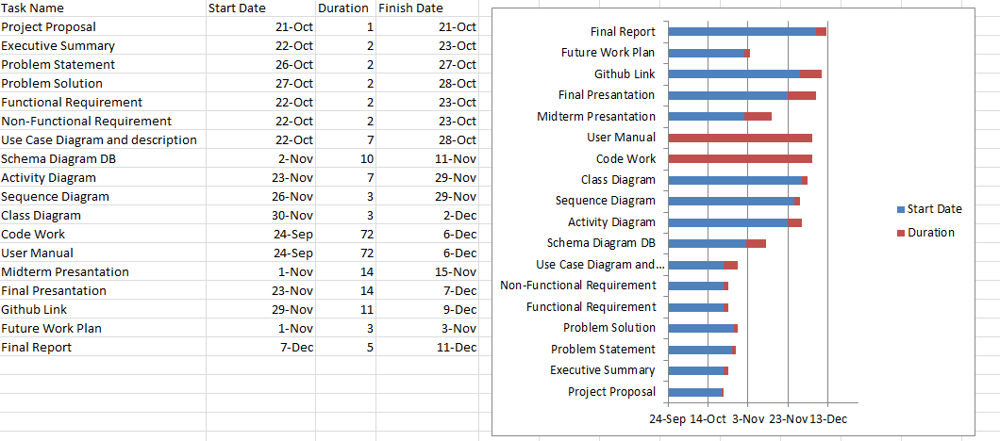 Task Name Start Date Duration Finish Date
Project Proposal 21-Oct 1 21-Oct
Executive Summary 22-Oct 2 23-Oct
Problem Statement 26-Oct 2 27-Oct
Problem Solution 27-Oct 2 28-Oct
Functional Requirement 22-Oct 2 23-Oct
Non-Functional Requirement 22-Oct 2 23-Oct
Use Case Diagram and description 22-Oct 7 28-Oct
Schema Diagram DB 2-Nov 10 11-Nov
Activity Diagram 23-Nov 7 29-Nov
Sequence Diagram 26-Nov 3 29-Nov
Class Diagram 30-Nov 3 2-Dec
Code Work 24-Sep 72 6-Dec
User Manual 24-Sep 72 6-Dec
Midterm Presantation 1-Nov 14 15-Nov
Final Presantation 23-Nov 14 7-Dec
Github Link 29-Nov 11 9-Dec
Future Work Plan 1-Nov 3 3-Nov
Final Report 7-Dec 5 11-Dec
Final Report
Future Work Plan
Github Link
Final Presantation
Midterm Presantation
User Manual
Code Work
Class Diagram
Sequence Diagram
Activity Diagram
Schema Diagram DB
Use Case Diagram and...
Non-Functional Requirement
Functional Requirement
Problem Solution
Problem Statement
Executive Summary
Project Proposal
24-Sep 14-Oct 3-Nov 23-Nov 13-Dec
Start Date
Duration